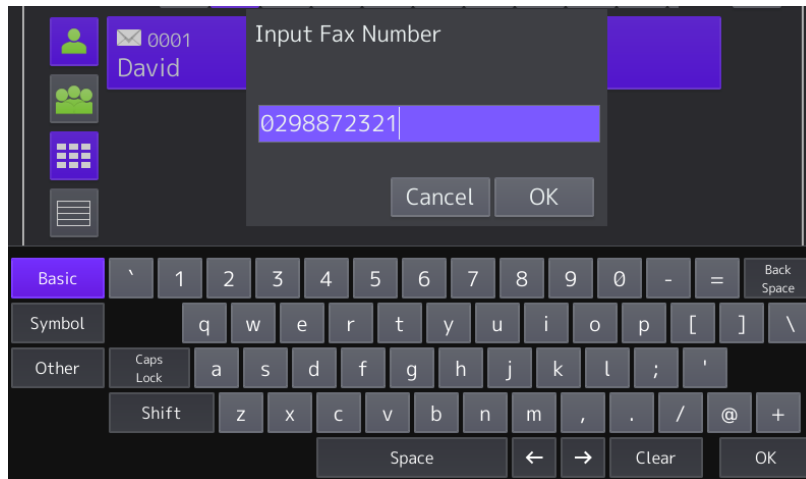 0001
David
Input Fax Number
0298872321
Cancel OK
Basic ` 1 2 3 4 5 6 7 8 9 0 - = Back Space
Symbol q w e r t y u i o p [ ] \
Other Caps Lock a s d f g h j k l ; '
Shift z x c v b n m , . / @ +
Space ← → Clear OK